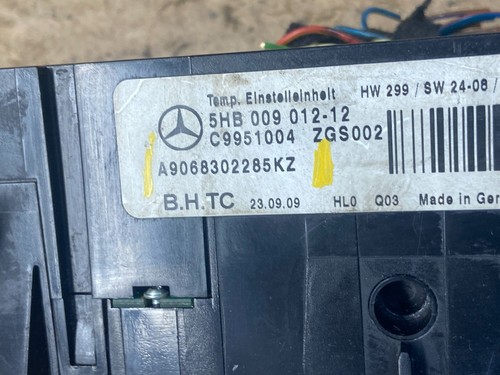 Temp. Einstelleinheit HW 299 / SW 24-08 /
5HB 009 012-12
C9951004 ZGS002
A9068302285KZ
B.H.TC 23.09.09 HL0 Q03 Made in Ger